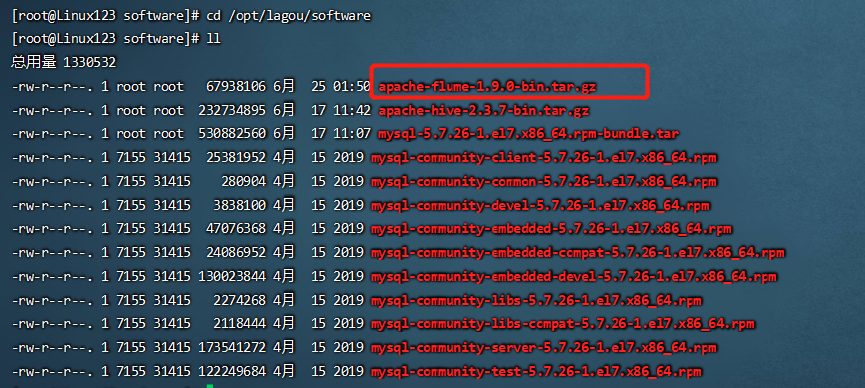 [root@Linux123 software]# cd /opt/lagou/software
[root@Linux123 software]# ll
总用量 1330532
-rw-r--r--. 1 root root   67938106 6月   25 01:50 apache-flume-1.9.0-bin.tar.gz
-rw-r--r--. 1 root root  232734895 6月   17 11:42 apache-hive-2.3.7-bin.tar.gz
-rw-r--r--. 1 root root  530882560 6月   17 11:07 mysql-5.7.26-1.el7.x86_64.rpm-bundle.tar
-rw-r--r--. 1 7155 31415  25381952 4月   15 2019 mysql-community-client-5.7.26-1.el7.x86_64.rpm
-rw-r--r--. 1 7155 31415    280904 4月   15 2019 mysql-community-common-5.7.26-1.el7.x86_64.rpm
-rw-r--r--. 1 7155 31415   3838100 4月   15 2019 mysql-community-devel-5.7.26-1.el7.x86_64.rpm
-rw-r--r--. 1 7155 31415  47076368 4月   15 2019 mysql-community-embedded-5.7.26-1.el7.x86_64.rpm
-rw-r--r--. 1 7155 31415  24086952 4月   15 2019 mysql-community-embedded-compat-5.7.26-1.el7.x86_64.rpm
-rw-r--r--. 1 7155 31415 130023844 4月   15 2019 mysql-community-embedded-devel-5.7.26-1.el7.x86_64.rpm
-rw-r--r--. 1 7155 31415   2274268 4月   15 2019 mysql-community-libs-5.7.26-1.el7.x86_64.rpm
-rw-r--r--. 1 7155 31415   2118444 4月   15 2019 mysql-community-libs-compat-5.7.26-1.el7.x86_64.rpm
-rw-r--r--. 1 7155 31415 173541272 4月   15 2019 mysql-community-server-5.7.26-1.el7.x86_64.rpm
-rw-r--r--. 1 7155 31415 122249684 4月   15 2019 mysql-community-test-5.7.26-1.el7.x86_64.rpm